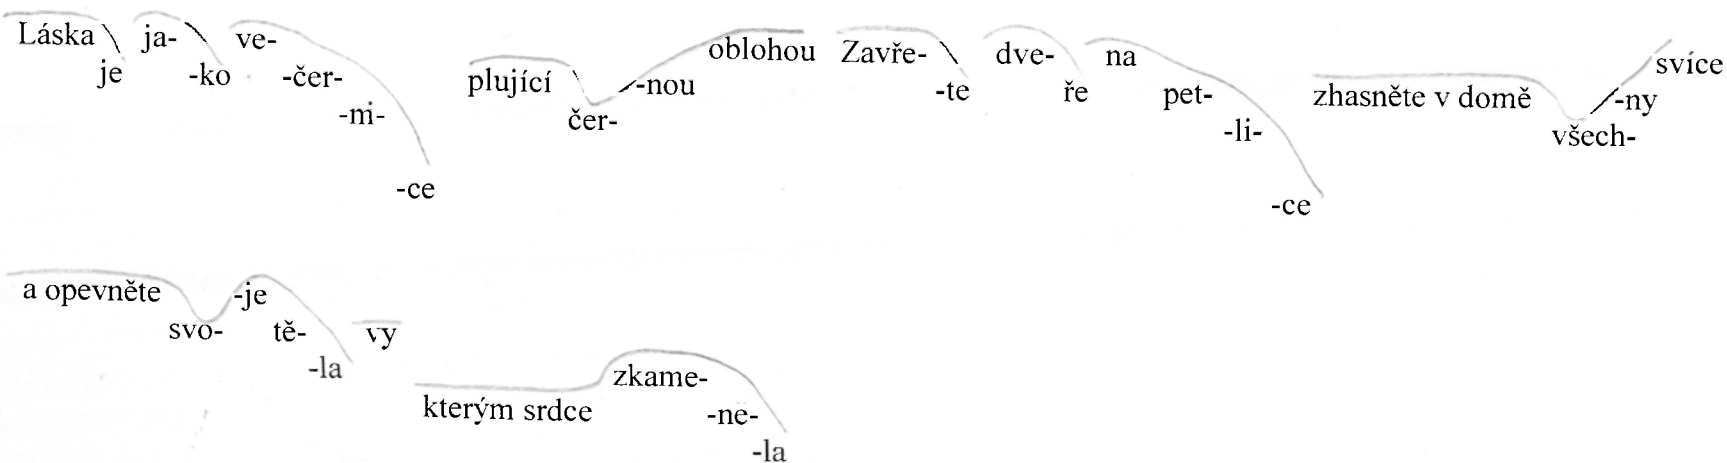 Láska je ja- -ko ve- -čer- -ni- -ce plující čer- -nou oblohou Zavře- -te dve- ře na pet- -li- -ce zhasněte v domě všech- -ny svíce
a opevněte svo- -je tě- -la vy kterým srdce zkame- -ně- -la